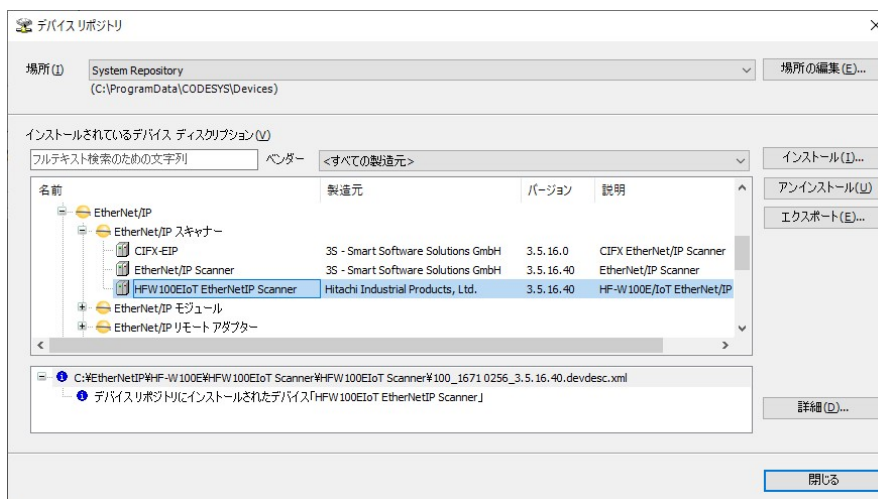 デバイス リポジトリ
場所(I) System Repository 場所の編集(E)...
(C:\ProgramData\CODESYS\Devices)
インストールされているデバイス ディスクリプション(V)
フルテキスト検索のための文字列 ベンダー <すべての製造元> インストール(I)...
名前 製造元 バージョン 説明 アンインストール(U)
EtherNet/IP エクスポート(E)...
EtherNet/IP スキャナー
CIFX-EIP 3S - Smart Software Solutions GmbH 3.5.16.0 CIFX EtherNet/IP Scanner
EtherNet/IP Scanner 3S - Smart Software Solutions GmbH 3.5.16.40 EtherNet/IP Scanner
HFW100EIoT EtherNetIP Scanner Hitachi Industrial Products, Ltd. 3.5.16.40 HF-W100E/IoT EtherNet/IP
EtherNet/IP モジュール
EtherNet/IP リモート アダプター
C:¥EtherNetIP¥HF-W100E¥HFW100EIoT Scanner¥HFW100EIoT Scanner¥100_1671 0256_3.5.16.40.devdesc.xml
デバイス リポジトリにインストールされたデバイス「HFW100EIoT EtherNetIP Scanner」
詳細(D)...
閉じる